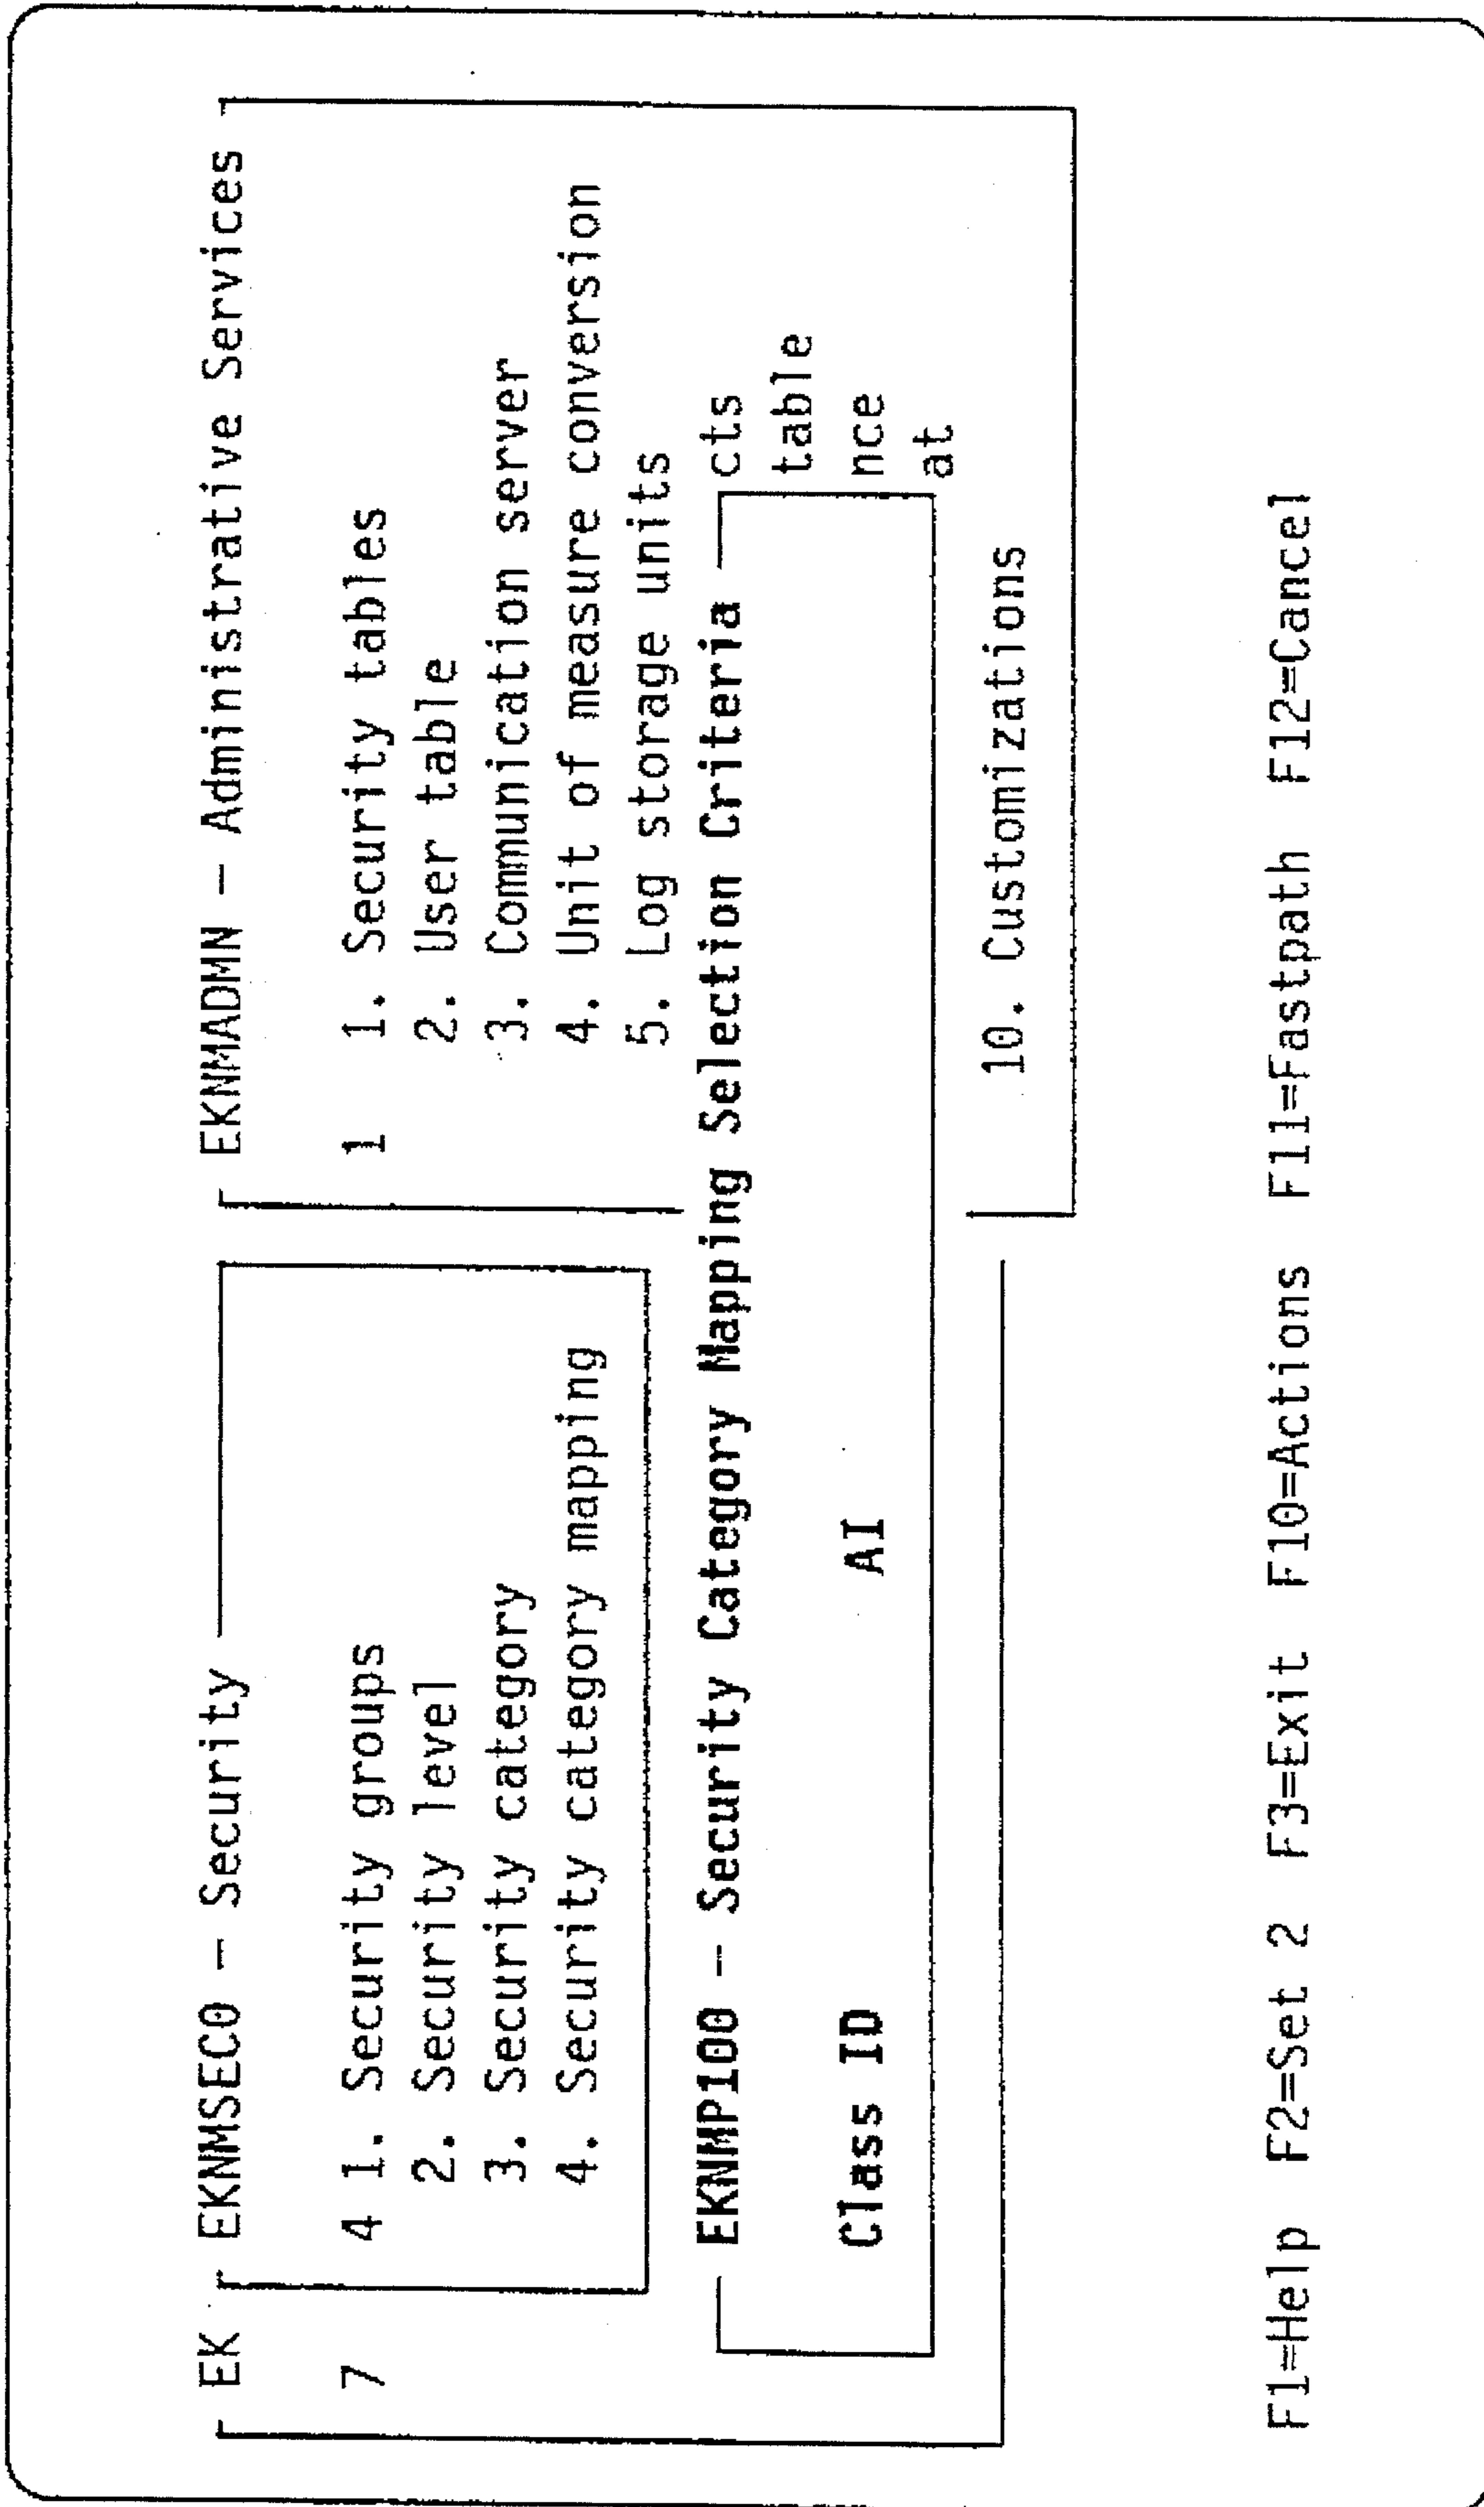 EK EKNMSEC0 — Security EKNMADMN — Administrative Services
7 4 1. Security groups 1 1. Security tables
2. Security level 2. User table
3. Security category 3. Communication server
4. Security category mapping 4. Unit of measure conversion
5. Log storage units
EKNMP100 — Security Category Mapping Selection Criteria cts
table
Class ID AI nce
at
10. Customizations
F1=Help F2=Set 2 F3=Exit F10=Actions F11=Fastpath F12=Cancel